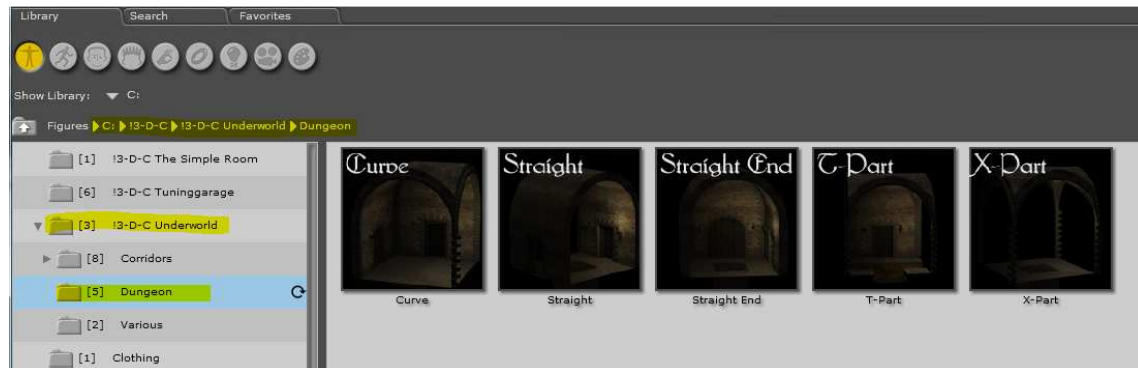 Library Search Favorites
Show Library: C:
Figures C: !3-D-C !3-D-C Underworld Dungeon
[1] !3-D-C The Simple Room
[6] !3-D-C Tuninggarage
[3] !3-D-C Underworld
[8] Corridors
[5] Dungeon
[2] Various
[1] Clothing
Curve Straight Straight End T-Part X-Part
Curve Straight Straight End T-Part X-Part